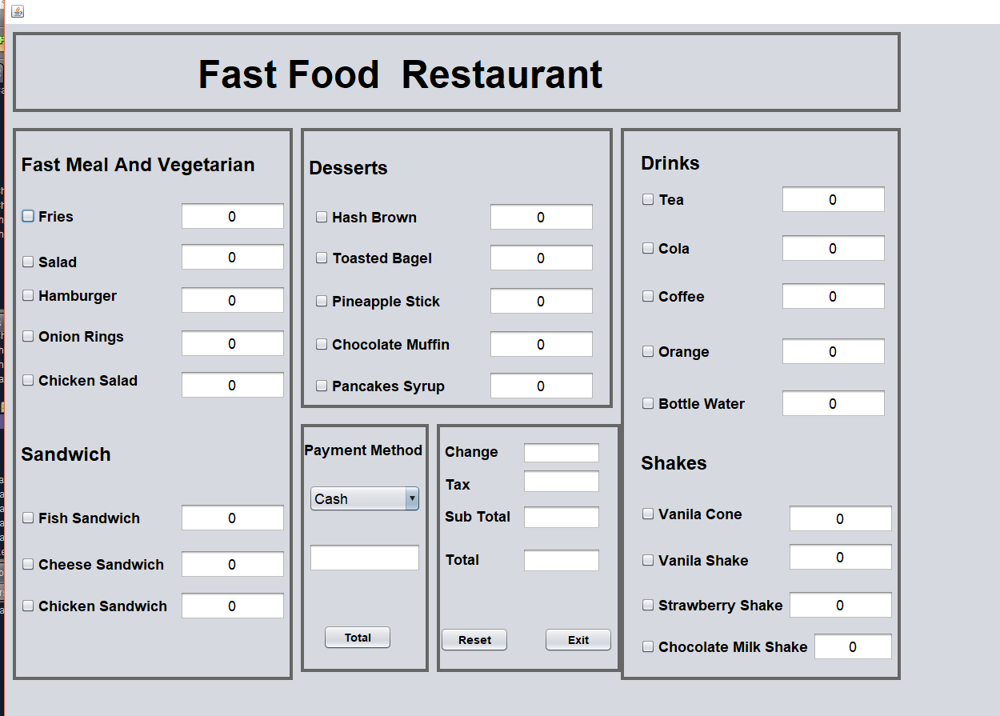 Fast Food  Restaurant
Fast Meal And Vegetarian
Fries 0
Salad 0
Hamburger 0
Onion Rings 0
Chicken Salad 0
Sandwich
Fish Sandwich 0
Cheese Sandwich 0
Chicken Sandwich 0
Desserts
Hash Brown 0
Toasted Bagel 0
Pineapple Stick 0
Chocolate Muffin 0
Pancakes Syrup 0
Payment Method
Cash
Total
Change
Tax
Sub Total
Total
Reset Exit
Drinks
Tea 0
Cola 0
Coffee 0
Orange 0
Bottle Water 0
Shakes
Vanila Cone 0
Vanila Shake 0
Strawberry Shake 0
Chocolate Milk Shake 0